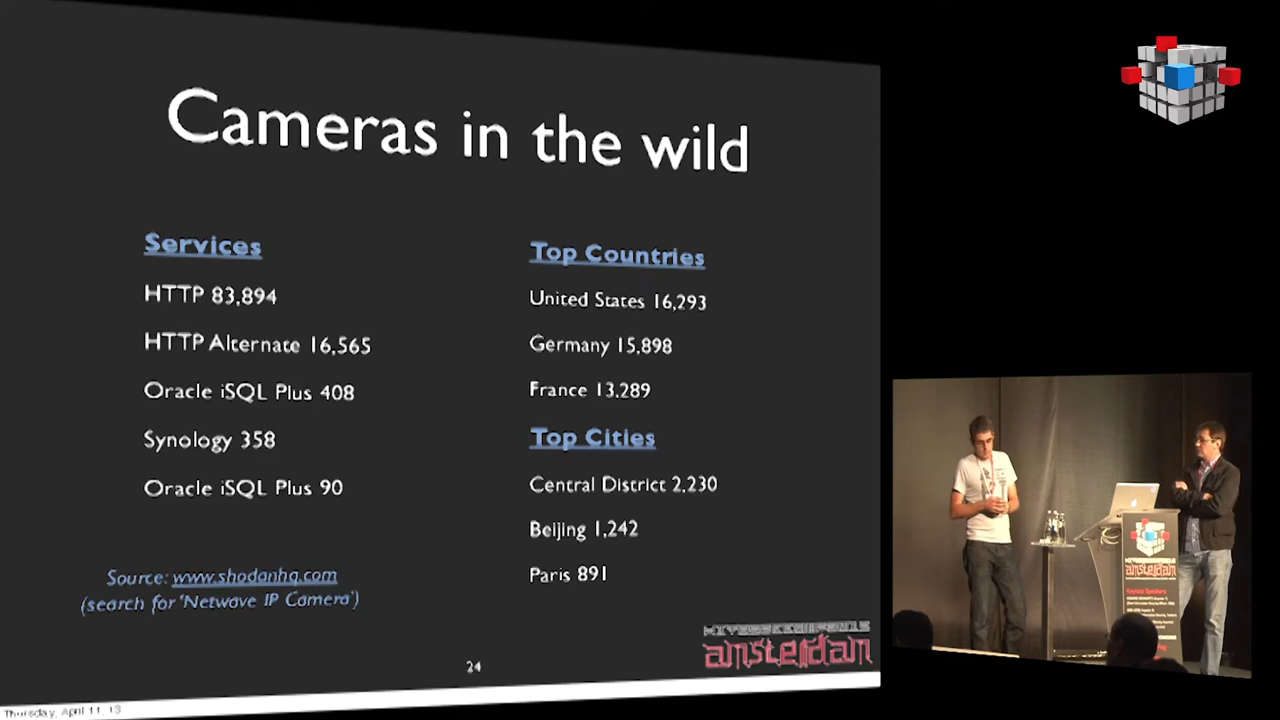 Cameras in the wild
Services
HTTP 83,894
HTTP Alternate 16,565
Oracle iSQL Plus 408
Synology 358
Oracle iSQL Plus 90
Source: www.shodanhq.com
(search for 'Netwave IP Camera')
Top Countries
United States 16,293
Germany 15,898
France 13,289
Top Cities
Central District 2,230
Beijing 1,242
Paris 891
24
amsterdam
Thursday, April 11, 13
amsterdam
Keynote Speakers